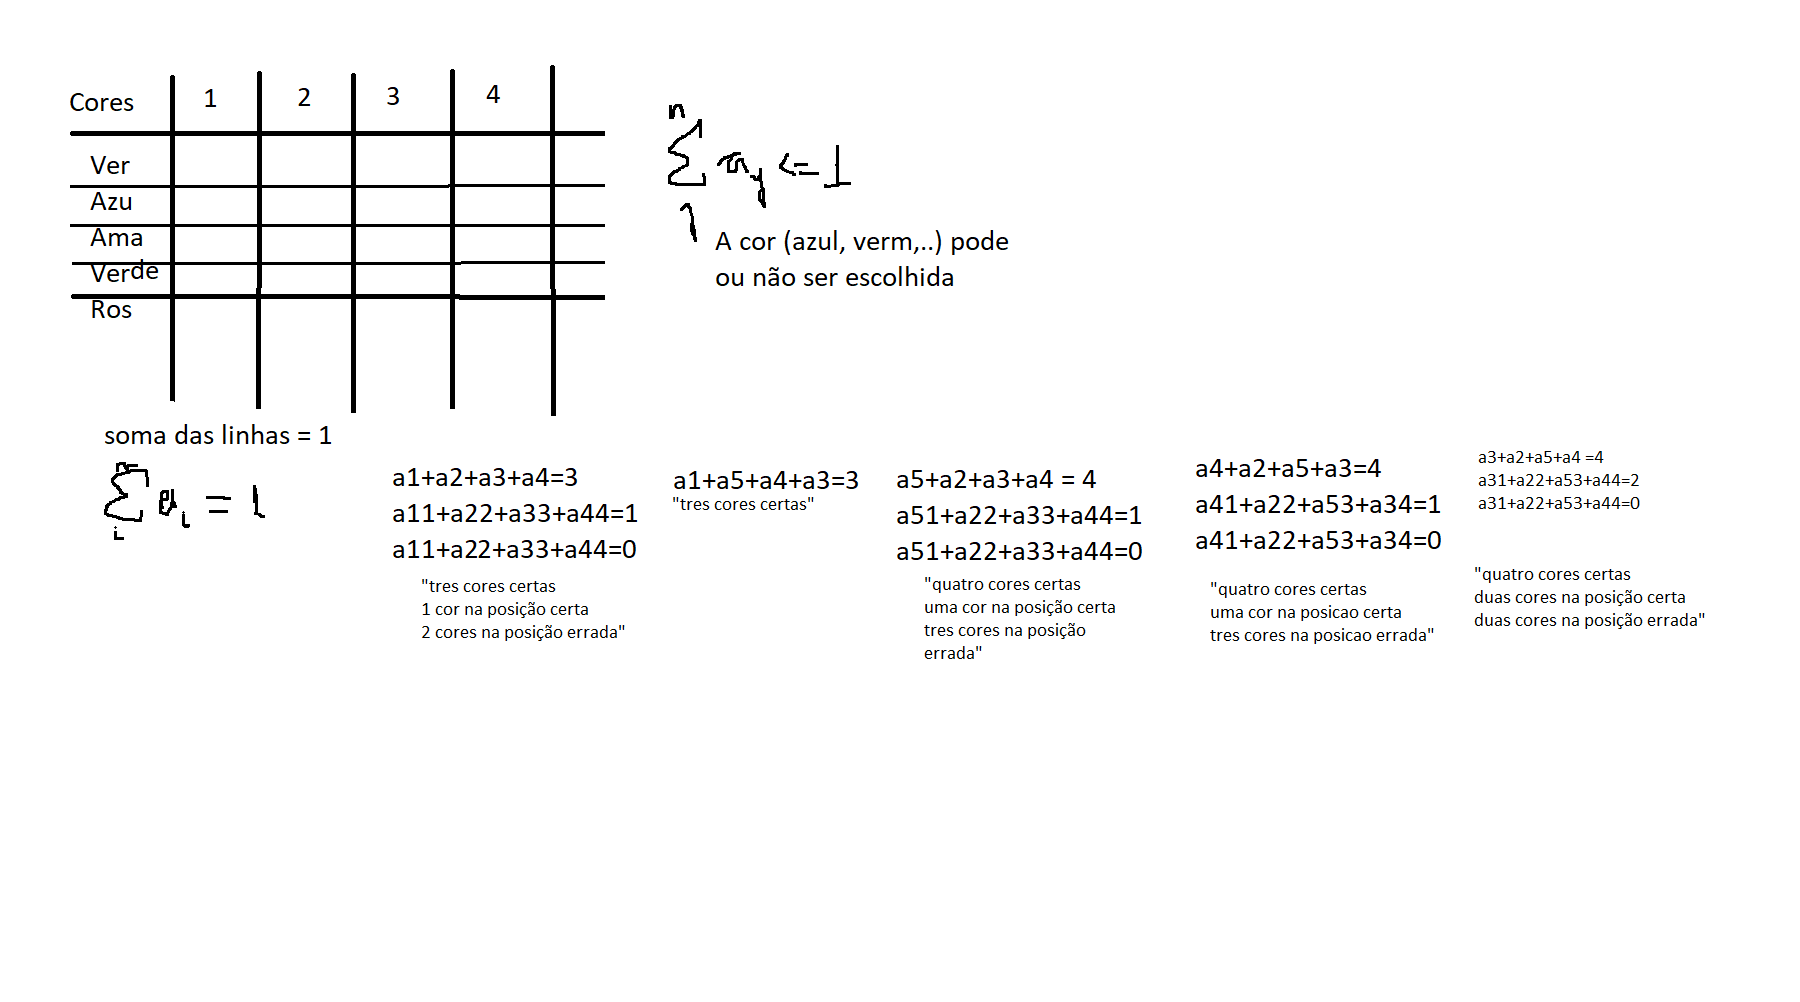 Cores 1 2 3 4
Ver
Azu
Ama
Verde
Ros
n
Σ
<=1
A cor (azul, verm,..) pode
ou não ser escolhida
soma das linhas = 1
Σ = 1
i
a1+a2+a3+a4=3
a11+a22+a33+a44=1
a11+a22+a33+a44=0
"tres cores certas
1 cor na posição certa
2 cores na posição errada"
a1+a5+a4+a3=3
"tres cores certas"
a5+a2+a3+a4 = 4
a51+a22+a33+a44=1
a51+a22+a33+a44=0
"quatro cores certas
uma cor na posição certa
tres cores na posição
errada"
a4+a2+a5+a3=4
a41+a22+a53+a34=1
a41+a22+a53+a34=0
"quatro cores certas
uma cor na posicao certa
tres cores na posicao errada"
a3+a2+a5+a4 =4
a31+a22+a53+a44=2
a31+a22+a53+a44=0
"quatro cores certas
duas cores na posição certa
duas cores na posição errada"